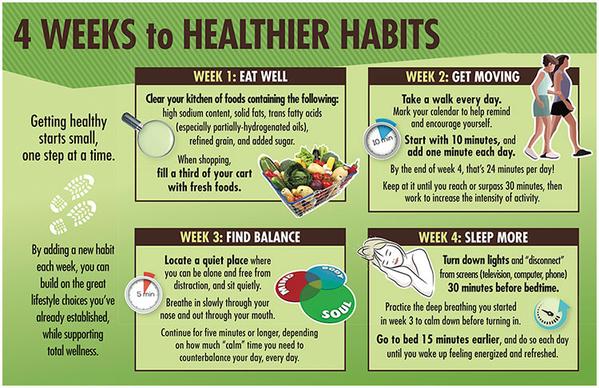 4 WEEKS to HEALTHIER HABITS
Getting healthy
starts small,
one step at a time.
By adding a new habit
each week, you can
build on the great
lifestyle choices you've
already established,
while supporting
total wellness.
WEEK 1: EAT WELL
Clear your kitchen of foods containing the following:
high sodium content, solid fats, trans fatty acids
(especially partially-hydrogenated oils),
refined grain, and added sugar.
When shopping,
fill a third of your cart
with fresh foods.
WEEK 2: GET MOVING
Take a walk every day.
Mark your calendar to help remind
and encourage yourself.
10 min
Start with 10 minutes, and
add one minute each day.
By the end of week 4, that's 24 minutes per day!
Keep at it until you reach or surpass 30 minutes, then
work to increase the intensity of activity.
WEEK 3: FIND BALANCE
Locate a quiet place where
you can be alone and free from
distraction, and sit quietly.
5 min
Breathe in slowly through your
nose and out through your mouth.
MIND
BODY
SOUL
Continue for five minutes or longer, depending
on how much "calm" time you need to
counterbalance your day, every day.
WEEK 4: SLEEP MORE
Turn down lights and "disconnect"
from screens (television, computer, phone)
30 minutes before bedtime.
Practice the deep breathing you started
in week 3 to calm down before turning in.
Go to bed 15 minutes earlier, and do so each day
until you wake up feeling energized and refreshed.